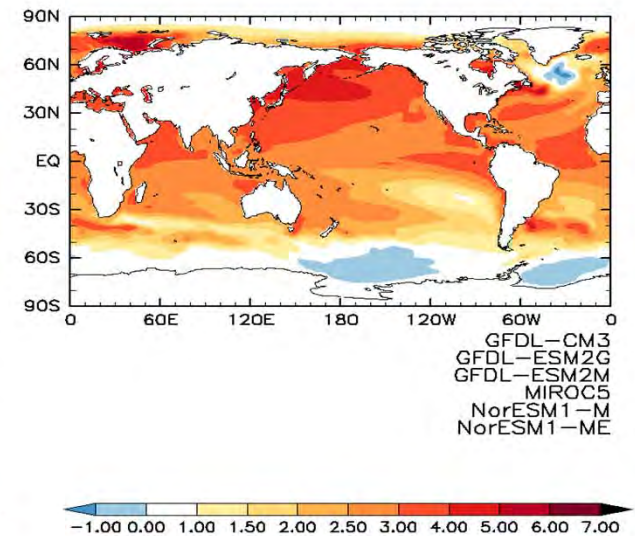 90N
60N
30N
EQ
30S
60S
90S
0 60E 120E 180 120W 60W 0
GFDL-CM3
GFDL-ESM2G
GFDL-ESM2M
MIROC5
NorESM1-M
NorESM1-ME
-1.00 0.00 1.00 1.50 2.00 2.50 3.00 4.00 5.00 6.00 7.00